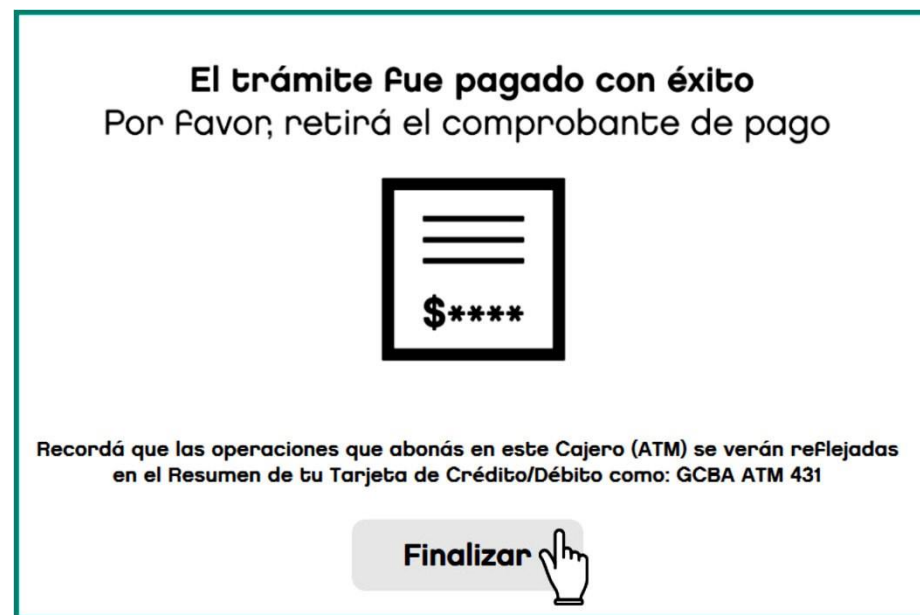 El trámite fue pagado con éxito
Por favor, retirá el comprobante de pago
$****
Recordá que las operaciones que abonás en este Cajero (ATM) se verán reflejadas
en el Resumen de tu Tarjeta de Crédito/Débito como: GCBA ATM 431
Finalizar